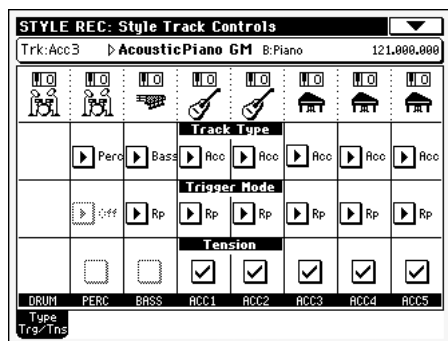 STYLE REC: Style Track Controls
Trk:Acc3 AcousticPiano GM B:Piano 121.000.000
Track Type
Perc Bass Acc Acc Acc Acc Acc
Trigger Mode
Off Rp Rp Rp Rp Rp Rp
Tension
DRUM PERC BASS ACC1 ACC2 ACC3 ACC4 ACC5
Type
Trg/Tns